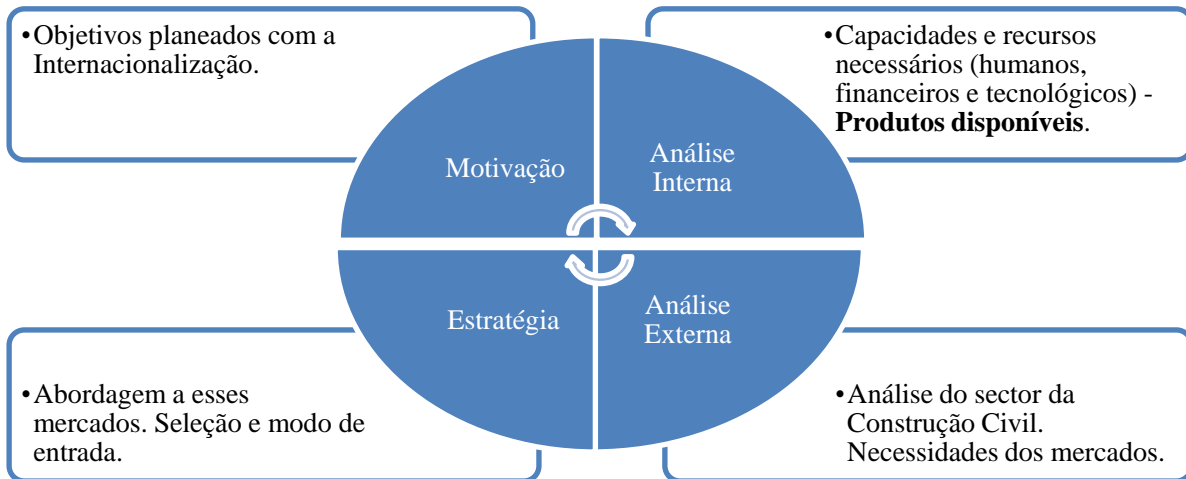 •Objetivos planeados com a
Internacionalização.
•Capacidades e recursos
necessários (humanos,
financeiros e tecnológicos) -
Produtos disponíveis.
Motivação
Análise
Interna
Estratégia
Análise
Externa
•Abordagem a esses
mercados. Seleção e modo de
entrada.
•Análise do sector da
Construção Civil.
Necessidades dos mercados.